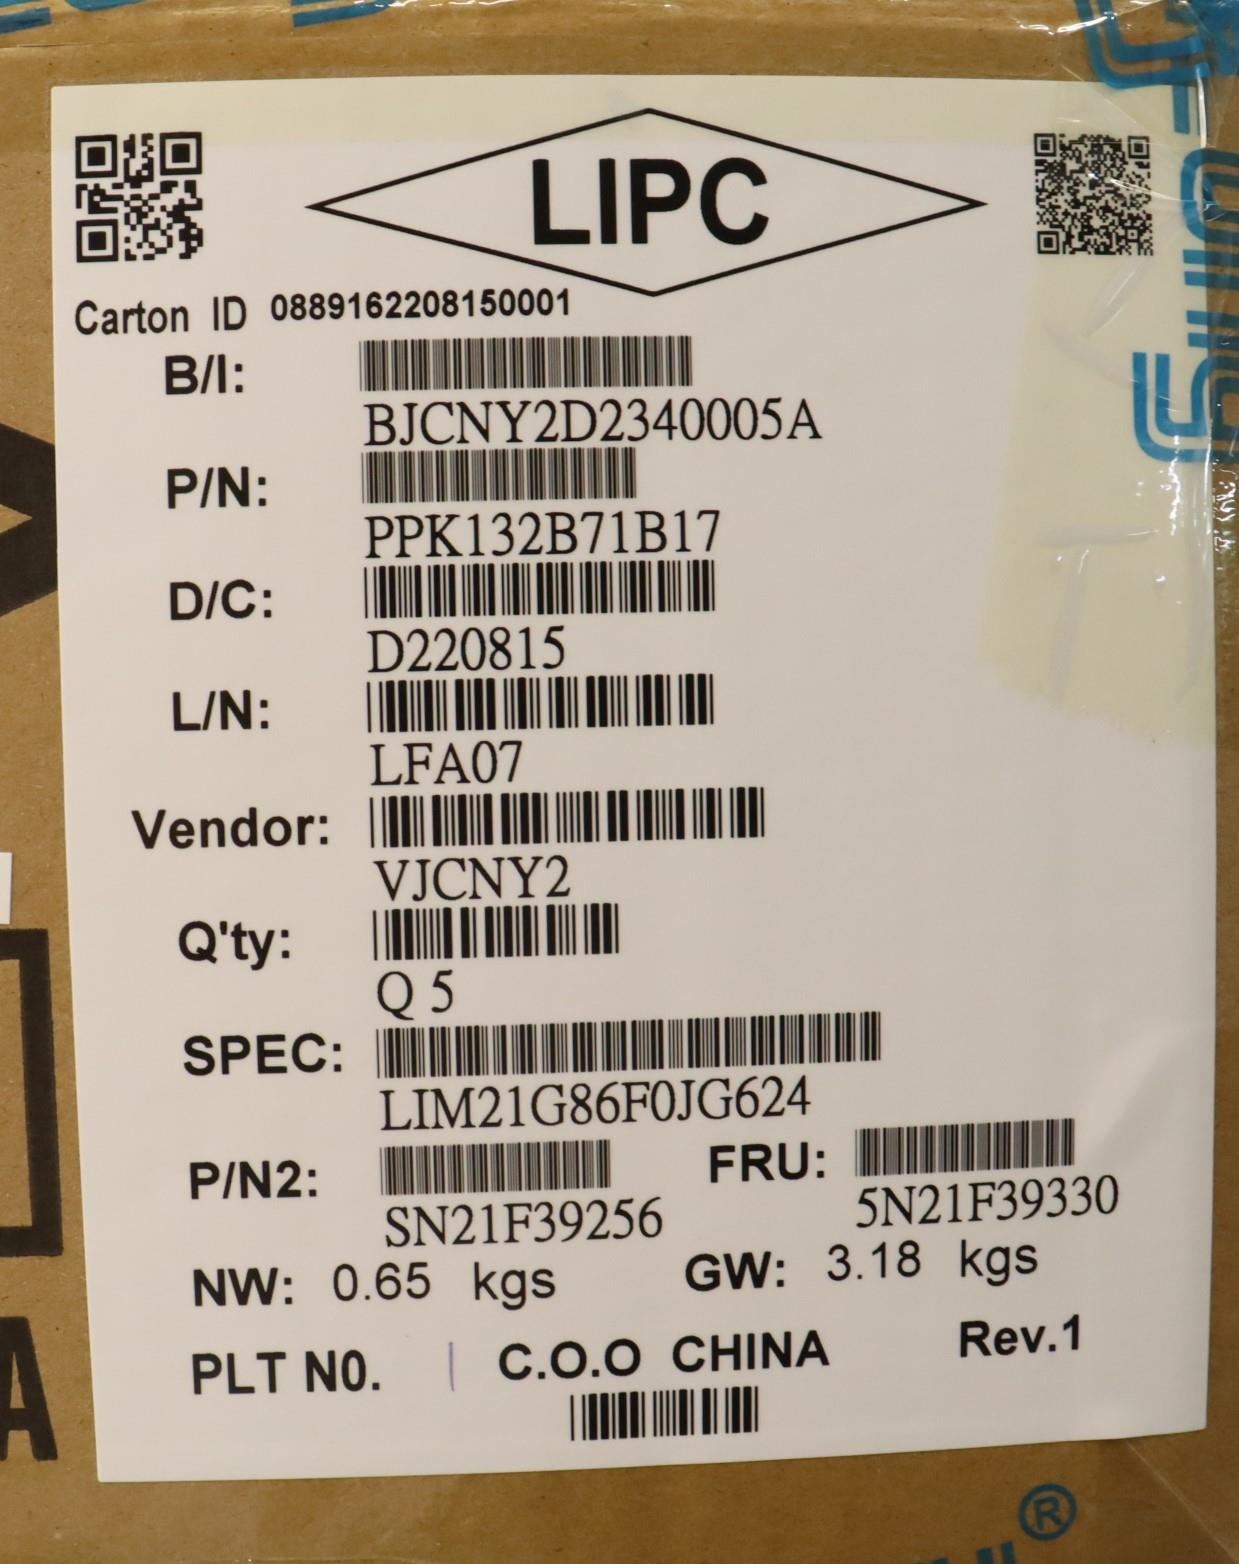 LIPC
Carton ID 0889162208150001
B/I:
BJCNY2D2340005A
P/N:
PPK132B71B17
D/C:
D220815
L/N:
LFA07
Vendor:
VJCNY2
Q'ty:
Q 5
SPEC:
LIM21G86F0JG624
P/N2:
SN21F39256
FRU:
5N21F39330
NW: 0.65 kgs GW: 3.18 kgs
PLT N0. | C.O.O CHINA Rev.1
A
®